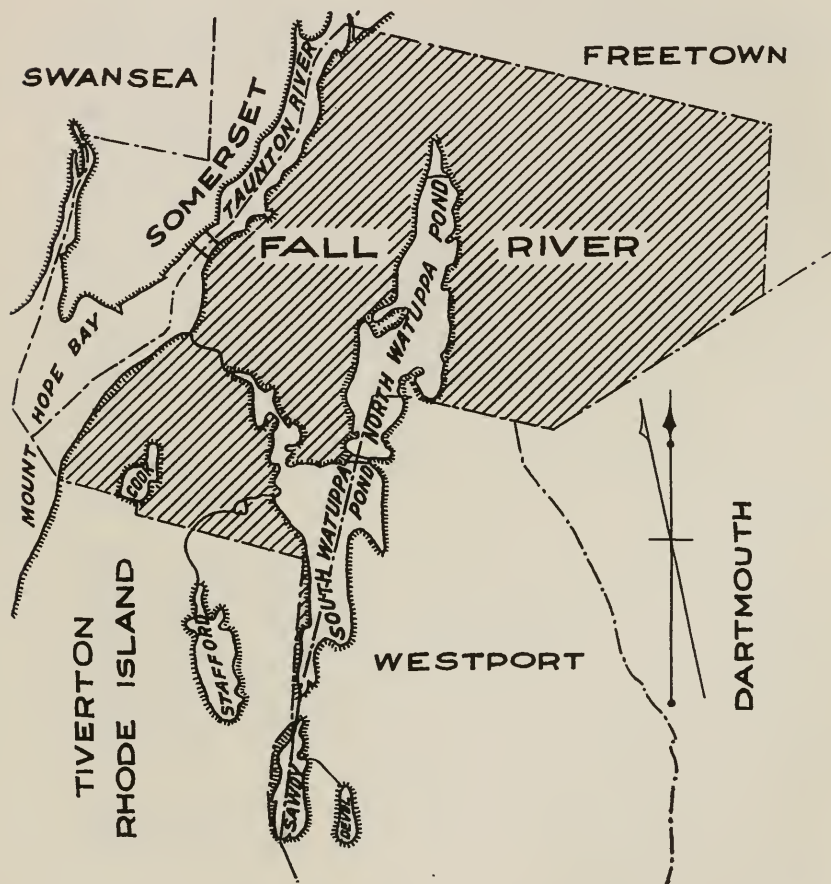 SWANSEA
FREETOWN
SOMERSET
TAUNTON RIVER
FALL RIVER
MOUNT HOPE BAY
NORTH WATUPPA POND
COOK
SOUTH WATUPPA
POND
STAFFORD
TIVERTON
RHODE ISLAND
WESTPORT
DARTMOUTH
SAWDY
DEVOL